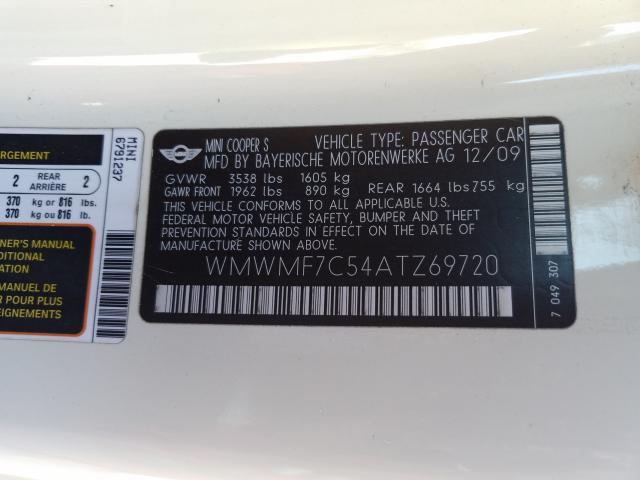 RGEMENT
2 REAR ARRIÈRE 2
370 kg or 816 lbs.
370 kg ou 816 lb.
NER'S MANUAL
DITIONAL
ATION
MANUEL DE
R POUR PLUS
EIGNEMENTS
MINI
6791237
MINI
MINI COOPER S VEHICLE TYPE: PASSENGER CAR
MFD BY BAYERISCHE MOTORENWERKE AG 12/09
GVWR 3538 lbs 1605 kg
GAWR FRONT 1962 lbs 890 kg REAR 1664 lbs 755 kg
THIS VEHICLE CONFORMS TO ALL APPLICABLE U.S.
FEDERAL MOTOR VEHICLE SAFETY, BUMPER AND THEFT
PREVENTION STANDARDS IN EFFECT ON THE DATE
OF MANUFACTURE SHOWN ABOVE.
WMWMF7C54ATZ69720
7 049 307